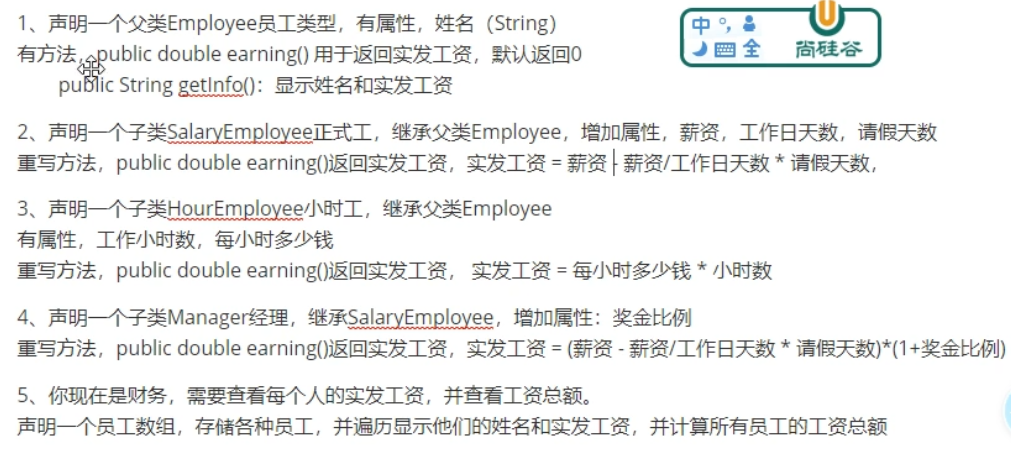 1、声明一个父类Employee员工类型，有属性，姓名（String）
有方法，public double earning() 用于返回实发工资，默认返回0
public String getInfo()：显示姓名和实发工资
中 °, 全
尚硅谷
2、声明一个子类SalaryEmployee正式工，继承父类Employee，增加属性，薪资，工作日天数，请假天数
重写方法，public double earning()返回实发工资，实发工资 = 薪资 - 薪资/工作日天数 * 请假天数，
3、声明一个子类HourEmployee小时工，继承父类Employee
有属性，工作小时数，每小时多少钱
重写方法，public double earning()返回实发工资， 实发工资 = 每小时多少钱 * 小时数
4、声明一个子类Manager经理，继承SalaryEmployee，增加属性：奖金比例
重写方法，public double earning()返回实发工资，实发工资 = (薪资 - 薪资/工作日天数 * 请假天数)*(1+奖金比例)
5、你现在是财务，需要查看每个人的实发工资，并查看工资总额。
声明一个员工数组，存储各种员工，并遍历显示他们的姓名和实发工资，并计算所有员工的工资总额